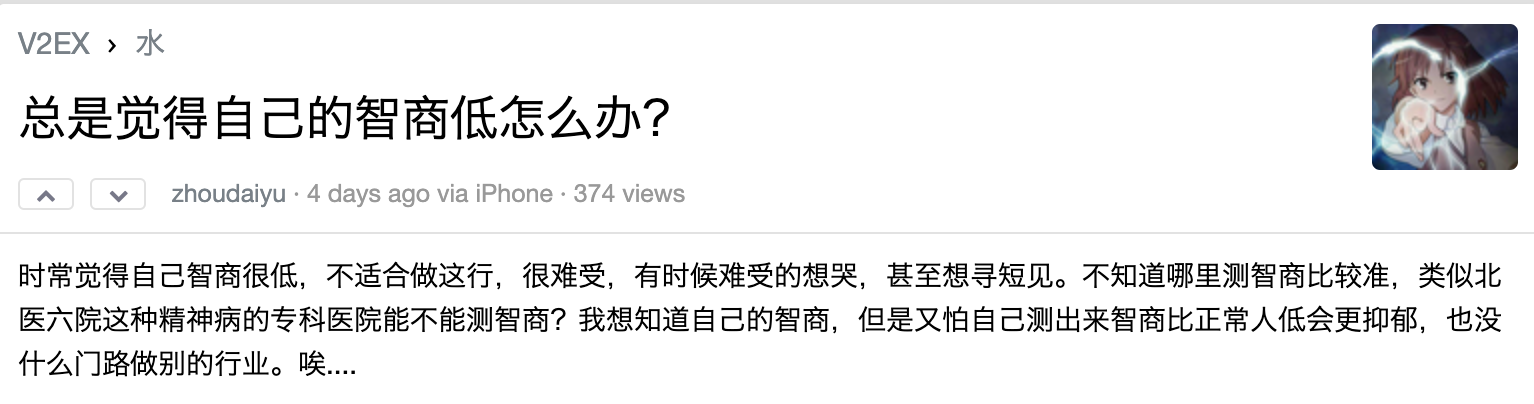 V2EX › 水
总是觉得自己的智商低怎么办？
zhoudaiyu · 4 days ago via iPhone · 374 views
时常觉得自己智商很低，不适合做这行，很难受，有时候难受的想哭，甚至想寻短见。不知道哪里测智商比较准，类似北
医六院这种精神病的专科医院能不能测智商？我想知道自己的智商，但是又怕自己测出来智商比正常人低会更抑郁，也没
什么门路做别的行业。唉....